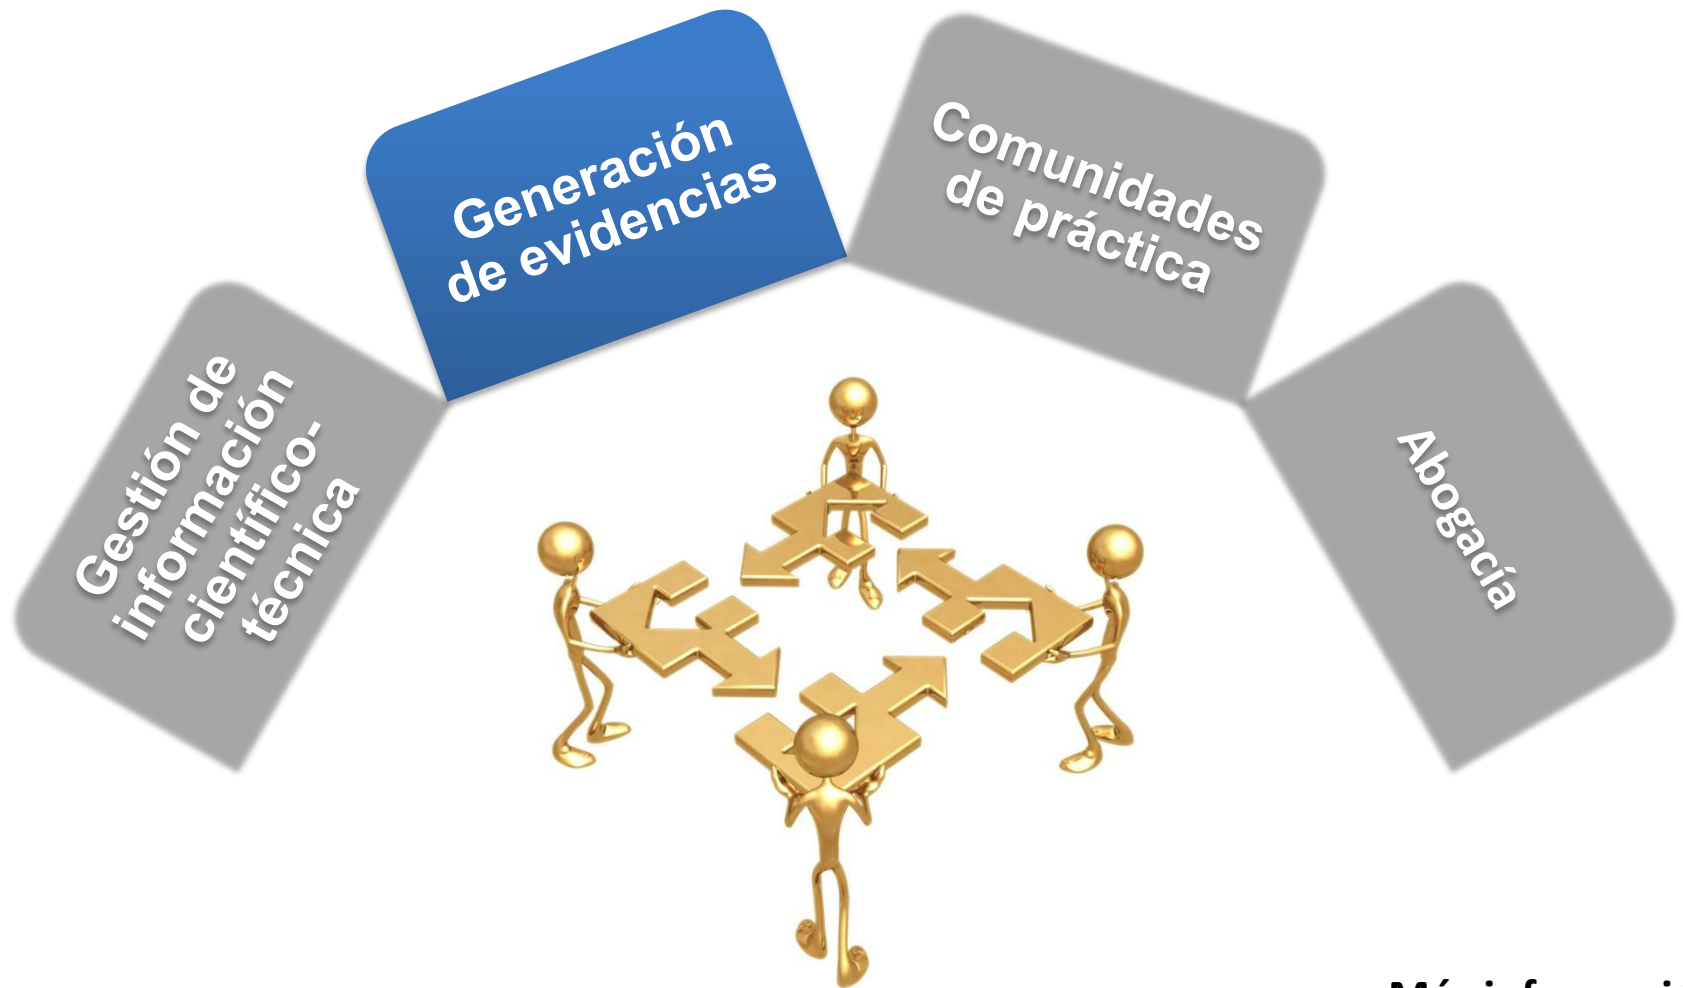 Gestión de
información
científico-
técnica
Generación
de evidencias
Comunidades
de práctica
Abogacía